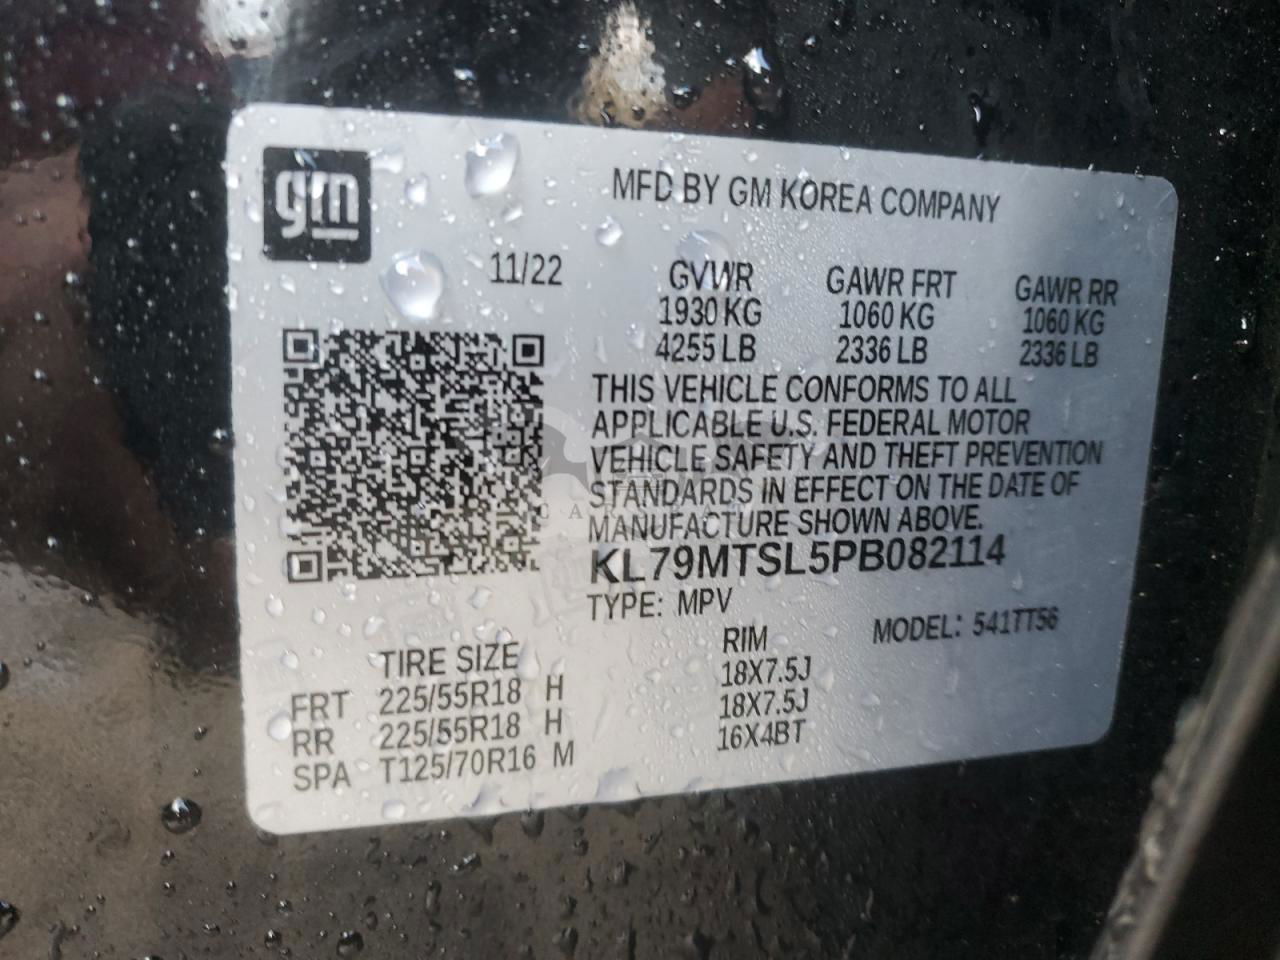 gm
MFD BY GM KOREA COMPANY
11/22 GVWR GAWR FRT GAWR RR
1930 KG 1060 KG 1060 KG
4255 LB 2336 LB 2336 LB
THIS VEHICLE CONFORMS TO ALL
APPLICABLE U.S. FEDERAL MOTOR
VEHICLE SAFETY AND THEFT PREVENTION
STANDARDS IN EFFECT ON THE DATE OF
MANUFACTURE SHOWN ABOVE.
KL79MTSL5PB082114
TYPE: MPV MODEL: 541TT56
TIRE SIZE RIM
FRT 225/55R18 H 18X7.5J
RR 225/55R18 H 18X7.5J
SPA T125/70R16 M 16X4BT